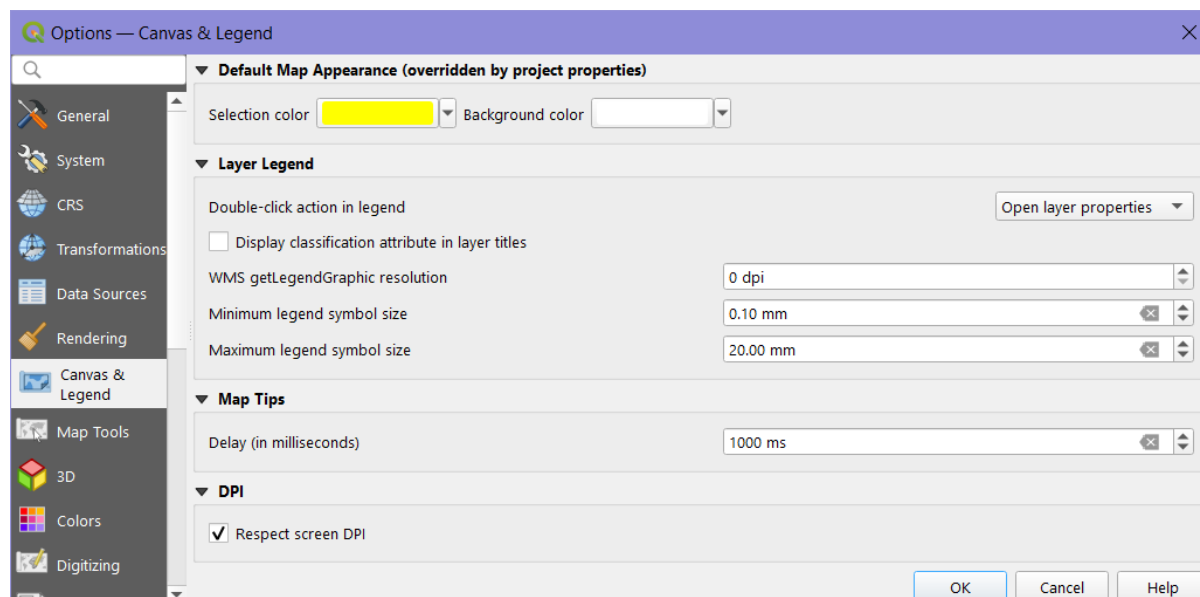 Options — Canvas & Legend
General
System
CRS
Transformations
Data Sources
Rendering
Canvas &
Legend
Map Tools
3D
Colors
Digitizing
Default Map Appearance (overridden by project properties)
Selection color Background color
Layer Legend
Double-click action in legend Open layer properties
Display classification attribute in layer titles
WMS getLegendGraphic resolution 0 dpi
Minimum legend symbol size 0.10 mm
Maximum legend symbol size 20.00 mm
Map Tips
Delay (in milliseconds) 1000 ms
DPI
Respect screen DPI
OK Cancel Help